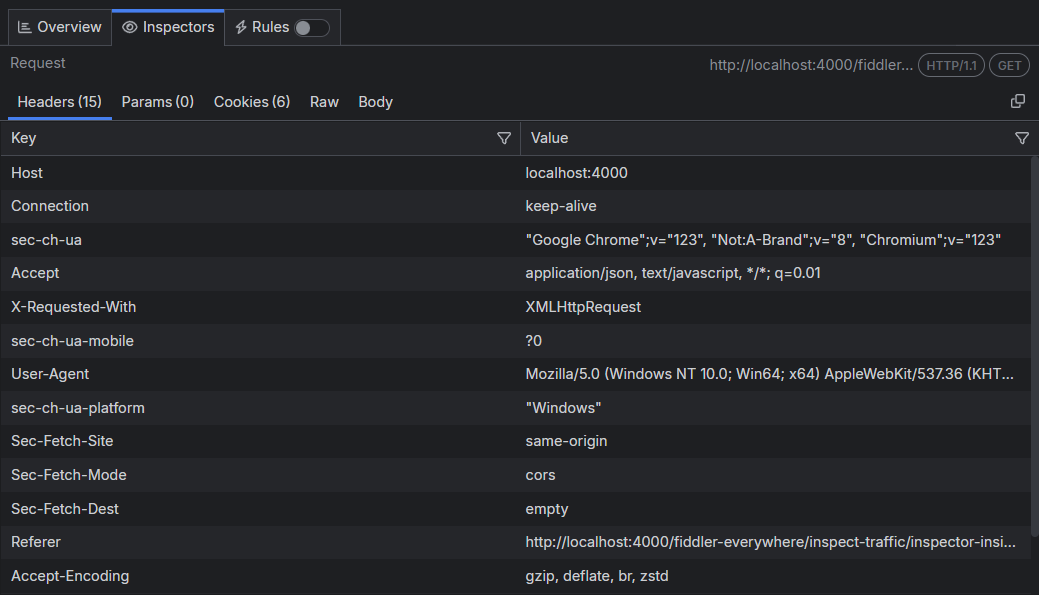 Overview Inspectors Rules
Request http://localhost:4000/fiddler... HTTP/1.1 GET
Headers (15) Params (0) Cookies (6) Raw Body
Key Value
Host localhost:4000
Connection keep-alive
sec-ch-ua "Google Chrome";v="123", "Not:A-Brand";v="8", "Chromium";v="123"
Accept application/json, text/javascript, */*; q=0.01
X-Requested-With XMLHttpRequest
sec-ch-ua-mobile ?0
User-Agent Mozilla/5.0 (Windows NT 10.0; Win64; x64) AppleWebKit/537.36 (KHT...
sec-ch-ua-platform "Windows"
Sec-Fetch-Site same-origin
Sec-Fetch-Mode cors
Sec-Fetch-Dest empty
Referer http://localhost:4000/fiddler-everywhere/inspect-traffic/inspector-insi...
Accept-Encoding gzip, deflate, br, zstd